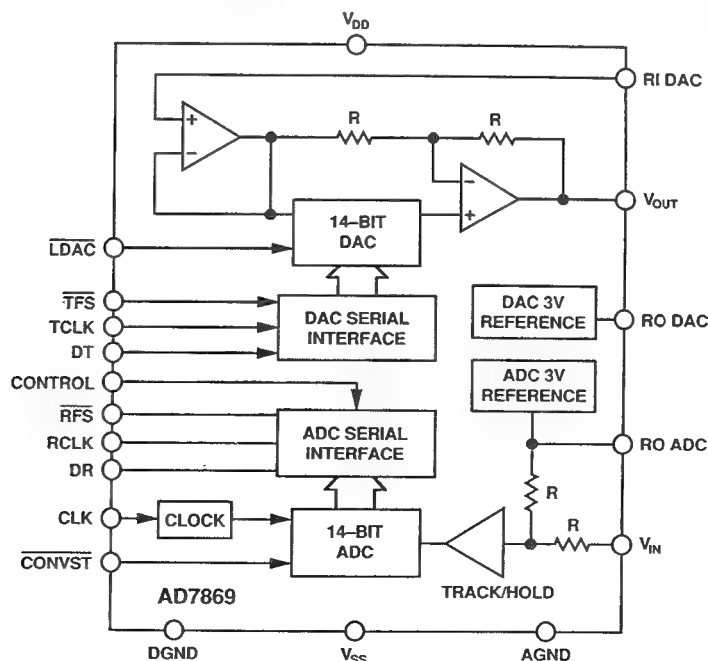 VDD
RI DAC
R
R
+
−
−
+
VOUT
14–BIT
DAC
LDAC
TFS
TCLK
DT
DAC SERIAL
INTERFACE
DAC 3V
REFERENCE
RO DAC
CONTROL
RFS
RCLK
DR
ADC SERIAL
INTERFACE
ADC 3V
REFERENCE
RO ADC
R
CLK
CLOCK
14–BIT
ADC
R
VIN
CONVST
TRACK/HOLD
AD7869
DGND
VSS
AGND